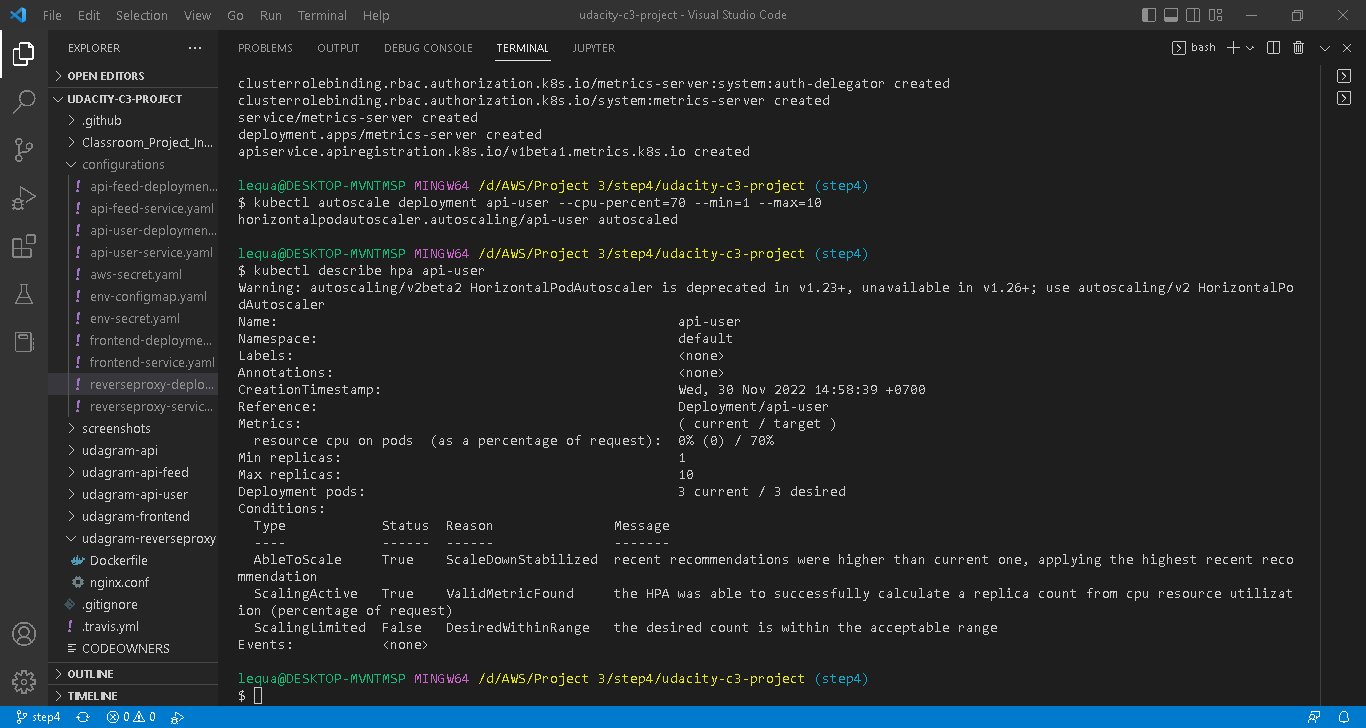 File Edit Selection View Go Run Terminal Help
udacity-c3-project - Visual Studio Code
EXPLORER
OPEN EDITORS
UDACITY-C3-PROJECT
.github
Classroom_Project_In...
configurations
! api-feed-deploymen...
! api-feed-service.yaml
! api-user-deploymen...
! api-user-service.yaml
! aws-secret.yaml
! env-configmap.yaml
! env-secret.yaml
! frontend-deployme...
! frontend-service.yaml
! reverseproxy-deplo...
! reverseproxy-servic...
screenshots
udagram-api
udagram-api-feed
udagram-api-user
udagram-frontend
udagram-reverseproxy
Dockerfile
nginx.conf
.gitignore
! .travis.yml
CODEOWNERS
OUTLINE
TIMELINE
PROBLEMS OUTPUT DEBUG CONSOLE TERMINAL JUPYTER
bash
clusterrolebinding.rbac.authorization.k8s.io/metrics-server:system:auth-delegator created
clusterrolebinding.rbac.authorization.k8s.io/system:metrics-server created
service/metrics-server created
deployment.apps/metrics-server created
apiservice.apiregistration.k8s.io/v1beta1.metrics.k8s.io created
lequa@DESKTOP-MVNTMSP MINGW64 /d/AWS/Project 3/step4/udacity-c3-project (step4)
$ kubectl autoscale deployment api-user --cpu-percent=70 --min=1 --max=10
horizontalpodautoscaler.autoscaling/api-user autoscaled
lequa@DESKTOP-MVNTMSP MINGW64 /d/AWS/Project 3/step4/udacity-c3-project (step4)
$ kubectl describe hpa api-user
Warning: autoscaling/v2beta2 HorizontalPodAutoscaler is deprecated in v1.23+, unavailable in v1.26+; use autoscaling/v2 HorizontalPo
dAutoscaler
Name: api-user
Namespace: default
Labels: <none>
Annotations: <none>
CreationTimestamp: Wed, 30 Nov 2022 14:58:39 +0700
Reference: Deployment/api-user
Metrics: ( current / target )
resource cpu on pods (as a percentage of request): 0% (0) / 70%
Min replicas: 1
Max replicas: 10
Deployment pods: 3 current / 3 desired
Conditions:
Type Status Reason Message
---- ------ ------ -------
AbleToScale True ScaleDownStabilized recent recommendations were higher than current one, applying the highest recent reco
mmendation
ScalingActive True ValidMetricFound the HPA was able to successfully calculate a replica count from cpu resource utilizat
ion (percentage of request)
ScalingLimited False DesiredWithinRange the desired count is within the acceptable range
Events: <none>
lequa@DESKTOP-MVNTMSP MINGW64 /d/AWS/Project 3/step4/udacity-c3-project (step4)
$
step4 0 0